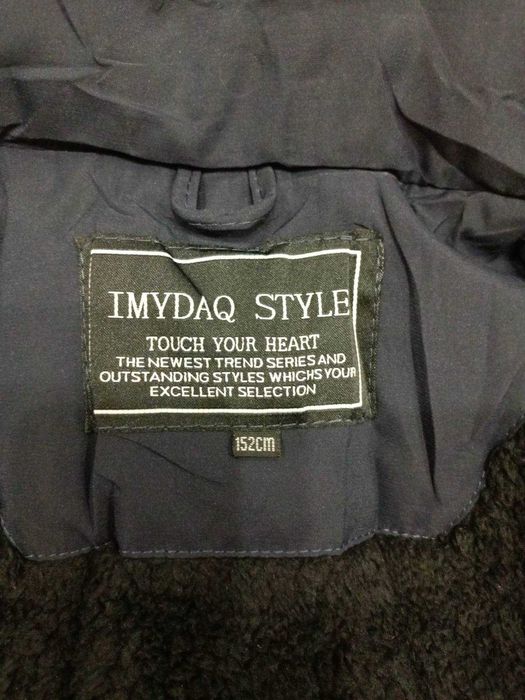 IMYDAQ STYLE
TOUCH YOUR HEART
THE NEWEST TREND SERIES AND
OUTSTANDING STYLES WHICHS YOUR
EXCELLENT SELECTION
152CM